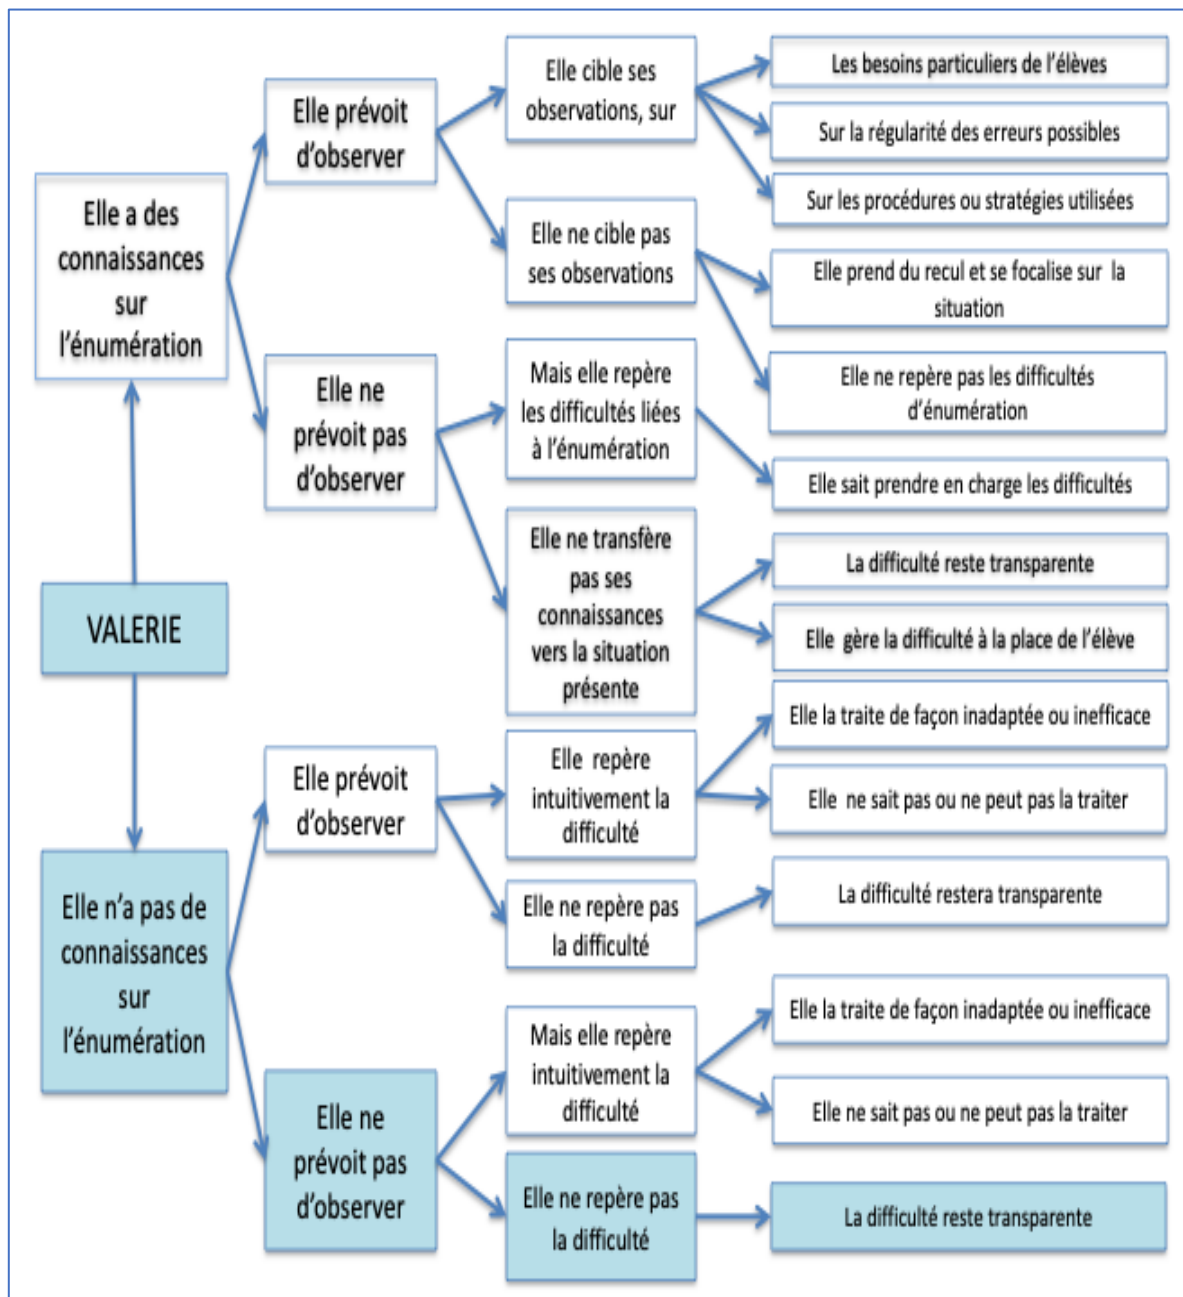 Elle a des
connaissances
sur
l'énumération
VALERIE
Elle n'a pas de
connaissances
sur
l'énumération
Elle prévoit
d'observer
Elle ne
prévoit pas
d'observer
Elle prévoit
d'observer
Elle ne
prévoit pas
d'observer
Elle cible ses
observations, sur
Elle ne cible pas
ses observations
Mais elle repère
les difficultés liées
à l'énumération
Elle ne transfère
pas ses
connaissances
vers la situation
présente
Elle repère
intuitivement la
difficulté
Elle ne repère pas
la difficulté
Mais elle repère
intuitivement la
difficulté
Elle ne repère pas
la difficulté
Les besoins particuliers de l'élèves
Sur la régularité des erreurs possibles
Sur les procédures ou stratégies utilisées
Elle prend du recul et se focalise sur la
situation
Elle ne repère pas les difficultés
d'énumération
Elle sait prendre en charge les difficultés
La difficulté reste transparente
Elle gère la difficulté à la place de l'élève
Elle la traite de façon inadaptée ou inefficace
Elle ne sait pas ou ne peut pas la traiter
La difficulté restera transparente
Elle la traite de façon inadaptée ou inefficace
Elle ne sait pas ou ne peut pas la traiter
La difficulté reste transparente